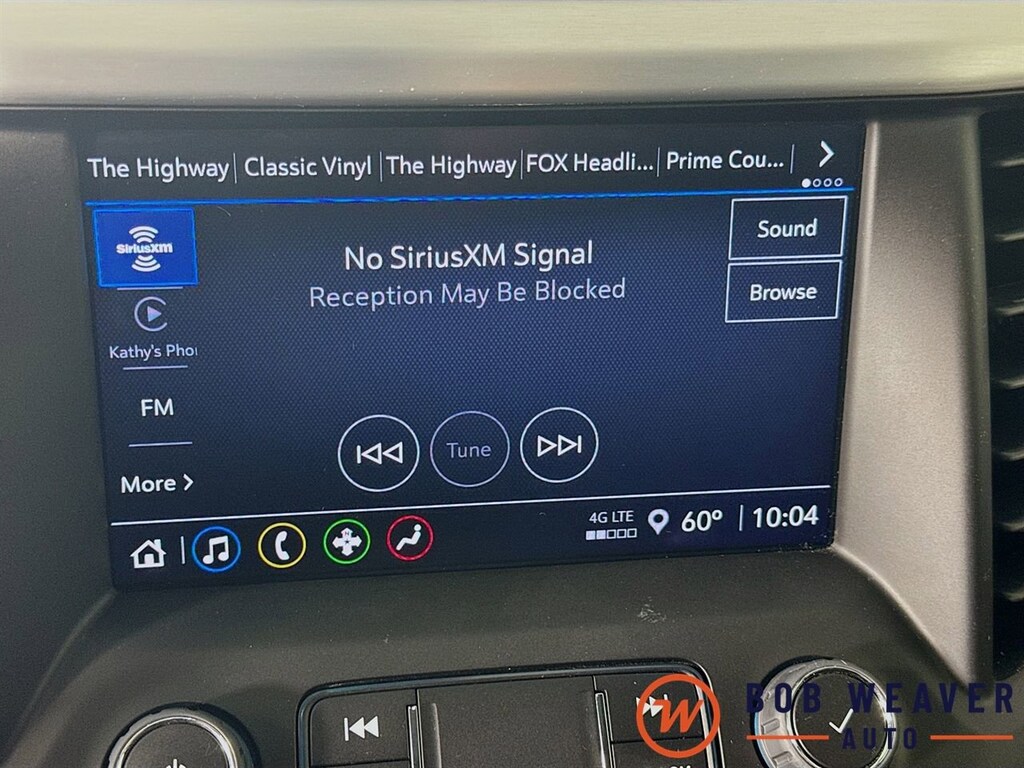 The Highway Classic Vinyl The Highway FOX Headli... Prime Cou...
SiriusXM
No SiriusXM Signal
Reception May Be Blocked
Sound
Browse
Kathy's Pho
FM
More
Tune
4G LTE
60° 10:04
W BOB WEAVER
AUTO